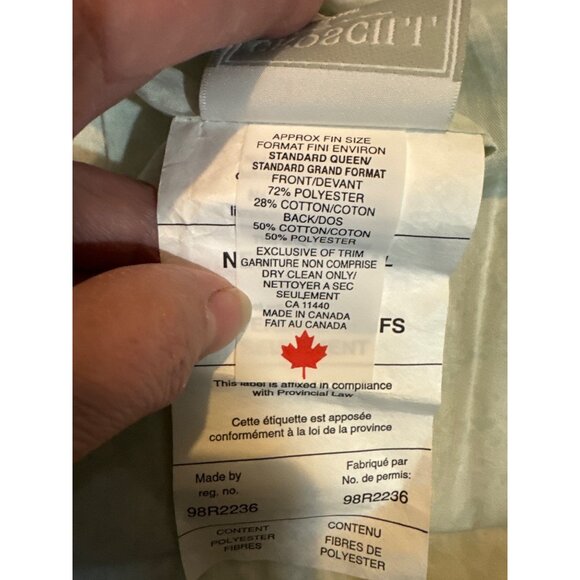 CROSCILL
APPROX FIN SIZE
FORMAT FINI ENVIRON
STANDARD QUEEN/
STANDARD GRAND FORMAT
FRONT/DEVANT
72% POLYESTER
28% COTTON/COTON
BACK/DOS
50% COTTON/COTON
50% POLYESTER
EXCLUSIVE OF TRIM
GARNITURE NON COMPRISE
DRY CLEAN ONLY/
NETTOYER A SEC
SEULEMENT
CA 11440
MADE IN CANADA
FAIT AU CANADA
This label is affixed in compliance
with Provincial Law
Cette étiquette est apposée
conformément à la loi de la province
Made by
reg. no.
98R2236
Fabriqué par
No. de permis:
98R2236
CONTENT
POLYESTER
FIBRES
CONTENU
FIBRES DE
POLYESTER